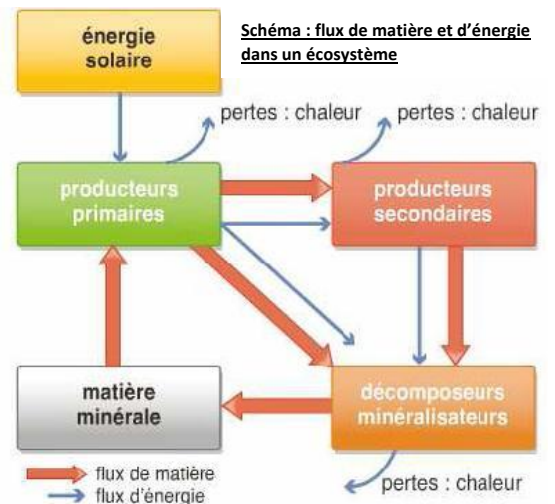 énergie
solaire
Schéma : flux de matière et d’énergie
dans un écosystème
pertes : chaleur
pertes : chaleur
producteurs
primaires
producteurs
secondaires
matière
minérale
décomposeurs
minéralisateurs
flux de matière
flux d'énergie
pertes : chaleur